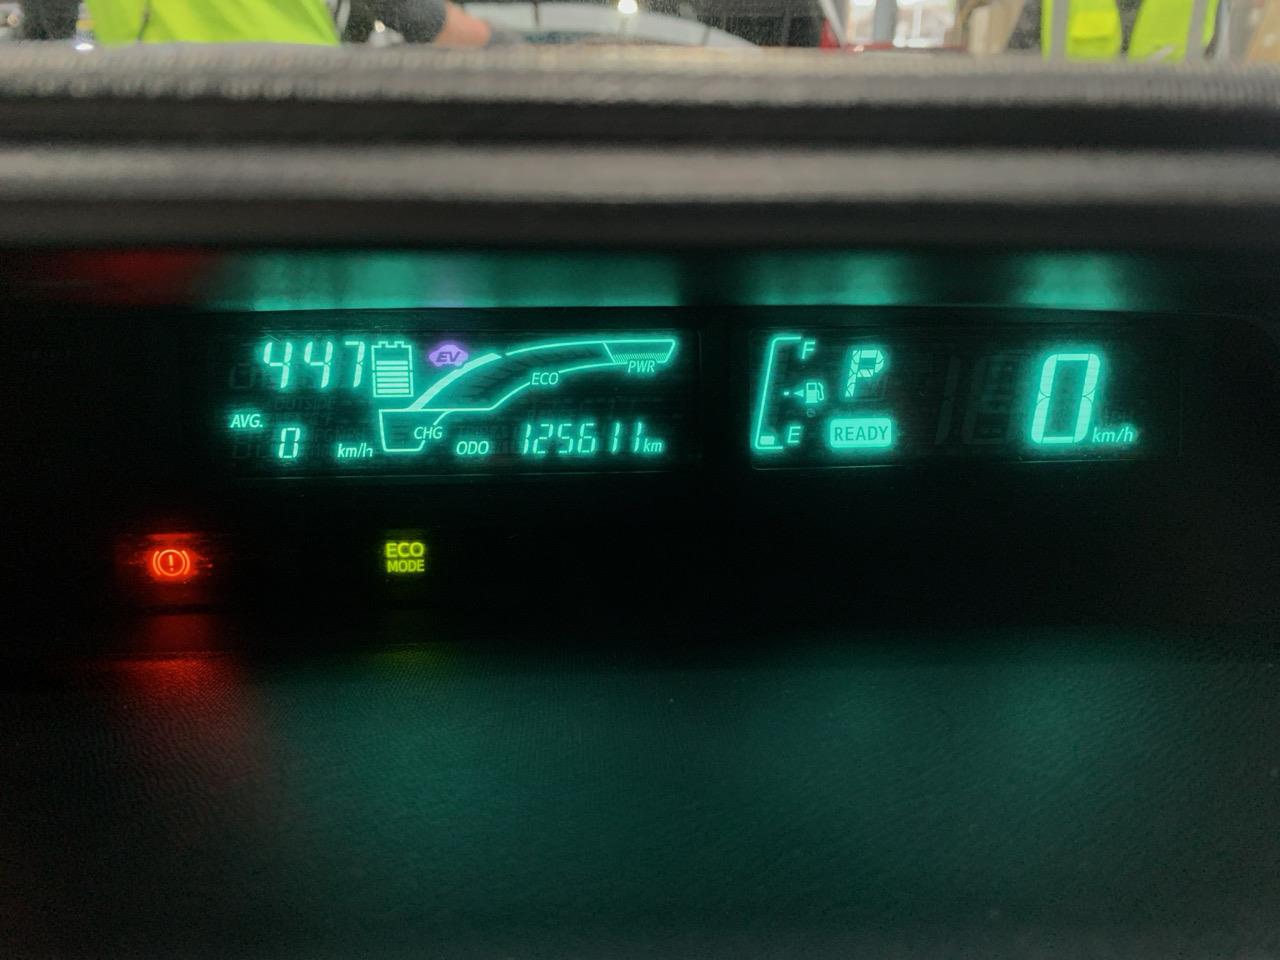 447
EV
ECO
PWR
AVG.
0 km/h
CHG
ODO 125611 km
F
E
P
READY
0 km/h
ECO
MODE